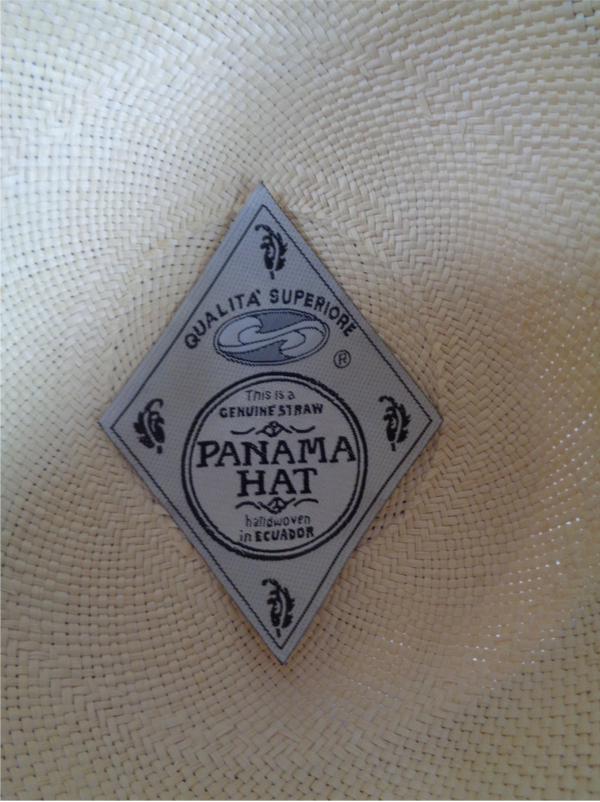 QUALITA' SUPERIORE
®
This is a
GENUINE STRAW
PANAMA
HAT
handwoven
in ECUADOR